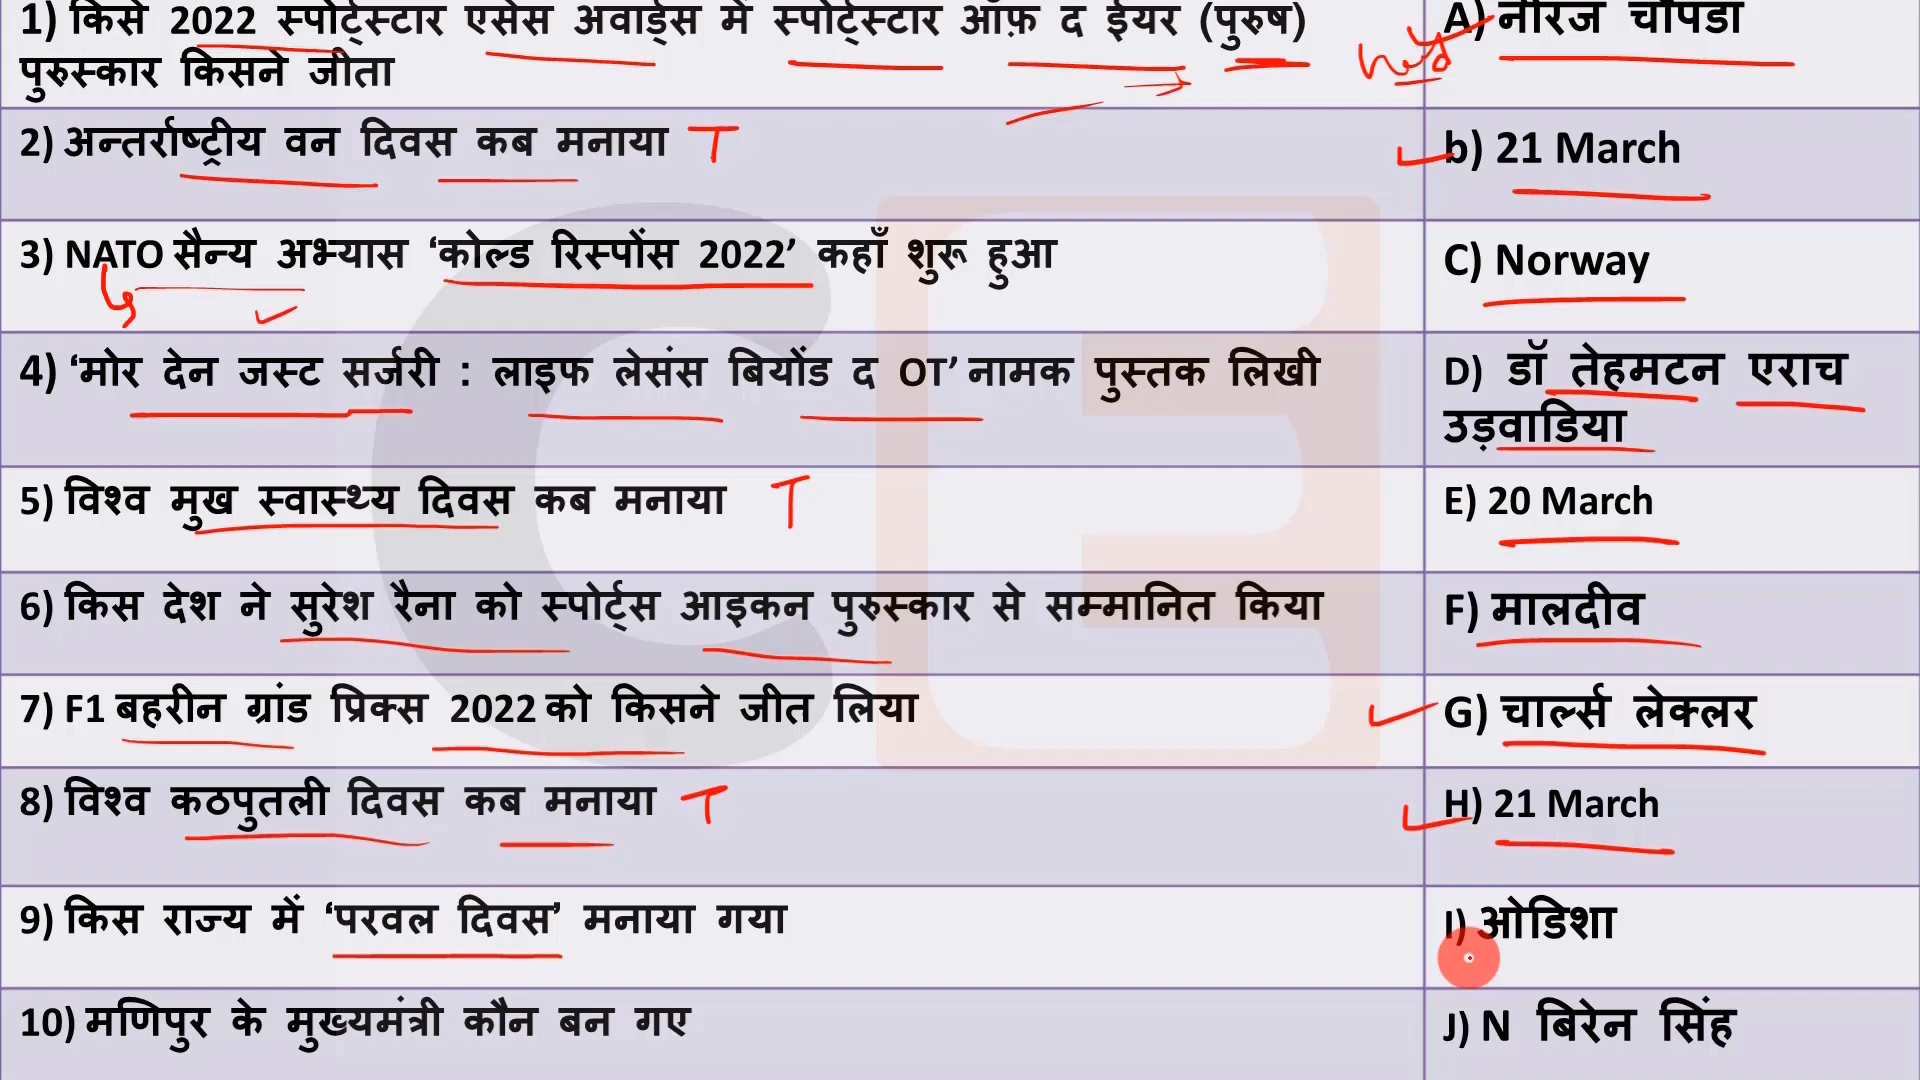 1) किसे 2022 स्पोर्ट्स्टार एसेस अवार्ड्स में स्पोर्ट्स्टार ऑफ़ द ईयर (पुरुष)
पुरुस्कार किसने जीता
A) नीरज चोपडा
2) अन्तर्राष्ट्रीय वन दिवस कब मनाया T
b) 21 March
3) NATO सैन्य अभ्यास ‘कोल्ड रिस्पोंस 2022’ कहाँ शुरू हुआ
C) Norway
4) ‘मोर देन जस्ट सर्जरी : लाइफ लेसंस बियोंड द OT’ नामक पुस्तक लिखी
D) डॉ तेहमटन एराच
उड़वाडिया
5) विश्व मुख स्वास्थ्य दिवस कब मनाया T
E) 20 March
6) किस देश ने सुरेश रैना को स्पोर्ट्स आइकन पुरुस्कार से सम्मानित किया
F) मालदीव
7) F1 बहरीन ग्रांड प्रिक्स 2022 को किसने जीत लिया
G) चार्ल्स लेक्लर
8) विश्व कठपुतली दिवस कब मनाया T
H) 21 March
9) किस राज्य में ‘परवल दिवस’ मनाया गया
I) ओडिशा
10) मणिपुर के मुख्यमंत्री कौन बन गए
J) N बिरेन सिंह
CE